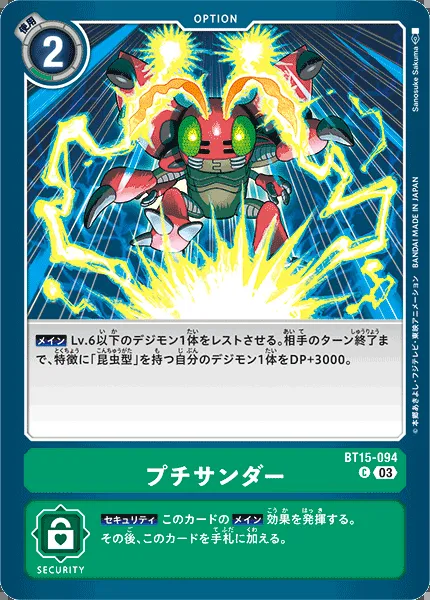 OPTION
使用
2
Sanosuke Sakuma
BANDAI MADE IN JAPAN
© 本郷あきよし・フジテレビ・東映アニメーション
メイン Lv.6以下のデジモン1体をレストさせる。相手のターン終了ま
で、特徴に「昆虫型」を持つ自分のデジモン1体をDP+3000。
BT15-094
プチサンダー
C 03
セキュリティ このカードの メイン 効果を発揮する。
その後、このカードを手札に加える。
SECURITY